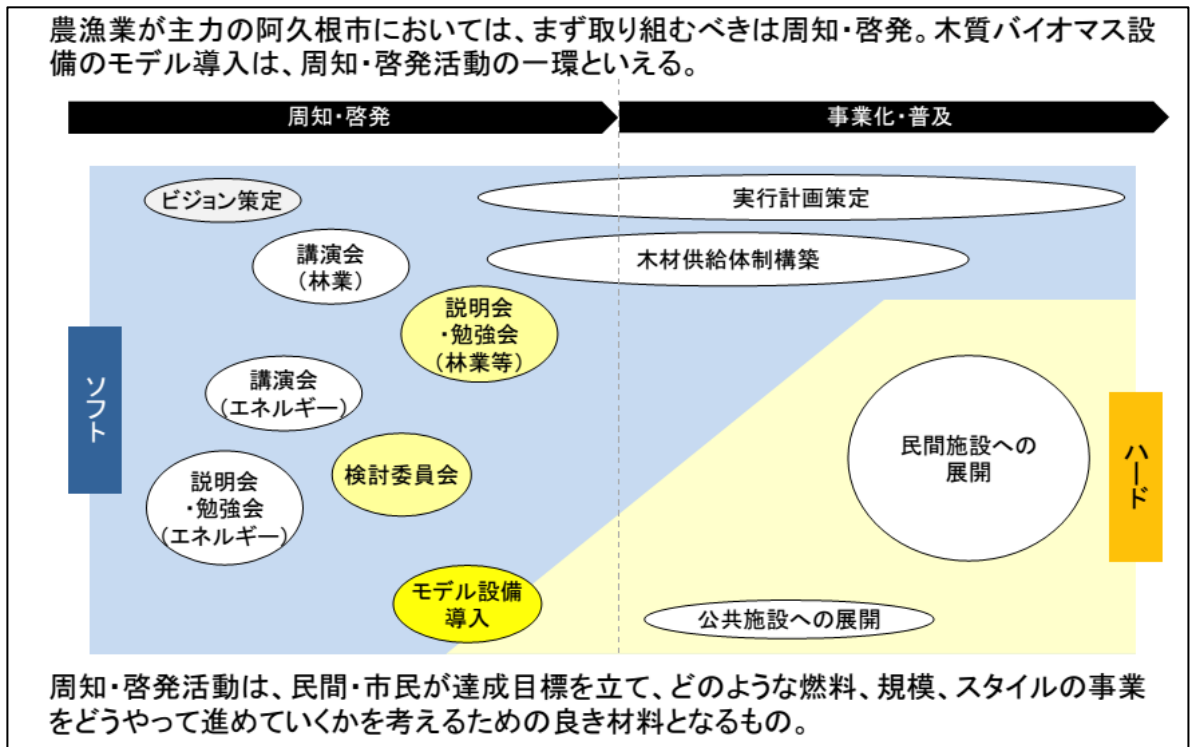 農漁業が主力の阿久根市においては、まず取り組むべきは周知・啓発。木質バイオマス設
備のモデル導入は、周知・啓発活動の一環といえる。
周知・啓発
事業化・普及
ビジョン策定
実行計画策定
講演会
(林業)
木材供給体制構築
説明会
・勉強会
(林業等)
ソフト
講演会
(エネルギー)
検討委員会
説明会
・勉強会
(エネルギー)
民間施設への
展開
ハード
モデル設備
導入
公共施設への展開
周知・啓発活動は、民間・市民が達成目標を立て、どのような燃料、規模、スタイルの事業
をどうやって進めていくかを考えるための良き材料となるもの。